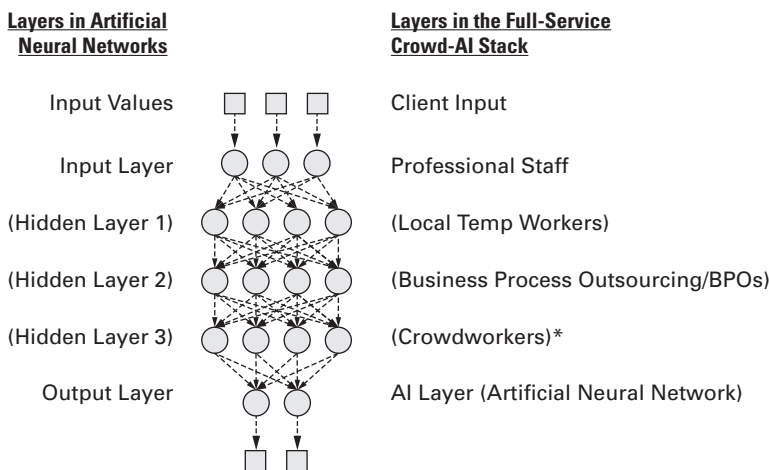 Layers in Artificial
Neural Networks
Layers in the Full-Service
Crowd-AI Stack
Input Values
Client Input
Input Layer
Professional Staff
(Hidden Layer 1)
(Local Temp Workers)
(Hidden Layer 2)
(Business Process Outsourcing/BPOs)
(Hidden Layer 3)
(Crowdworkers)*
Output Layer
AI Layer (Artificial Neural Network)